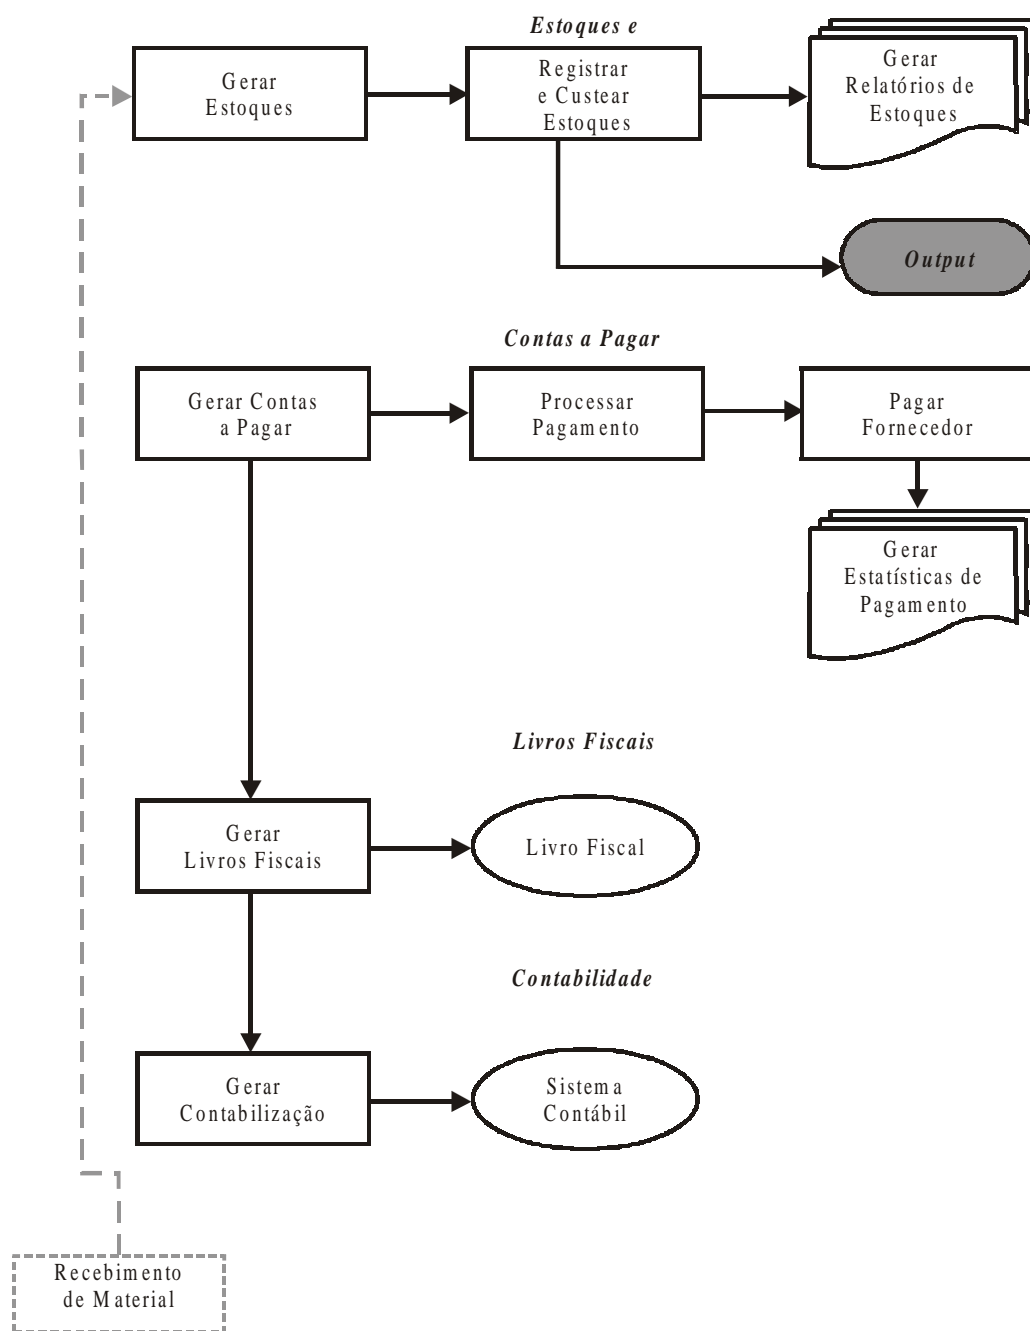 Estoques e
Gerar
Estoques
Registrar
e Custear
Estoques
Gerar
Relatórios de
Estoques
Output
Contas a Pagar
Gerar Contas
a Pagar
Processar
Pagamento
Pagar
Fornecedor
Gerar
Estatísticas de
Pagamento
Livros Fiscais
Gerar
Livros Fiscais
Livro Fiscal
Contabilidade
Gerar
Contabilização
Sistema
Contábil
Recebimento
de Material